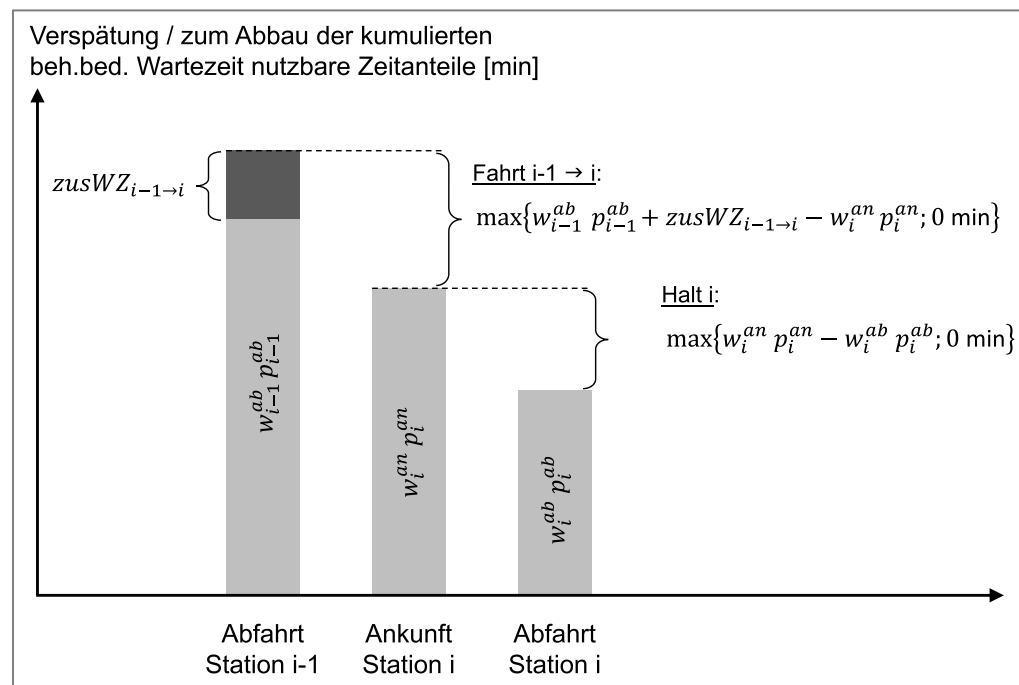 Verspätung / zum Abbau der kumulierten
beh.bed. Wartezeit nutzbare Zeitanteile [min]
zusWZ_{i−1→i}
Fahrt i-1 → i:
max{w_{i−1}^{ab} p_{i−1}^{ab} + zusWZ_{i−1→i} − w_i^{an} p_i^{an}; 0 min}
Halt i:
max{w_i^{an} p_i^{an} − w_i^{ab} p_i^{ab}; 0 min}
w_{i−1}^{ab} p_{i−1}^{ab}
w_i^{an} p_i^{an}
w_i^{ab} p_i^{ab}
Abfahrt
Station i-1
Ankunft
Station i
Abfahrt
Station i